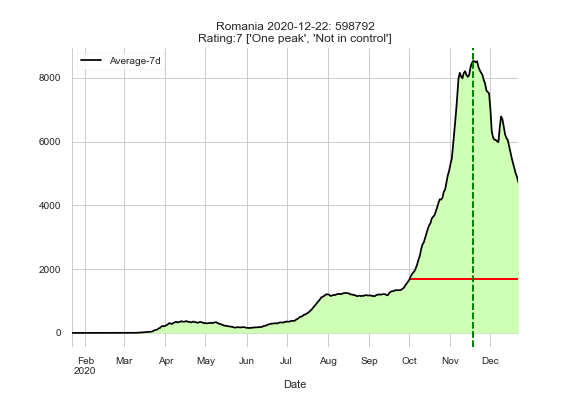 Romania 2020-12-22: 598792
Rating:7 ['One peak', 'Not in control']
Average-7d
8000
6000
4000
2000
0
Feb Mar Apr May Jun Jul Aug Sep Oct Nov Dec
2020
Date